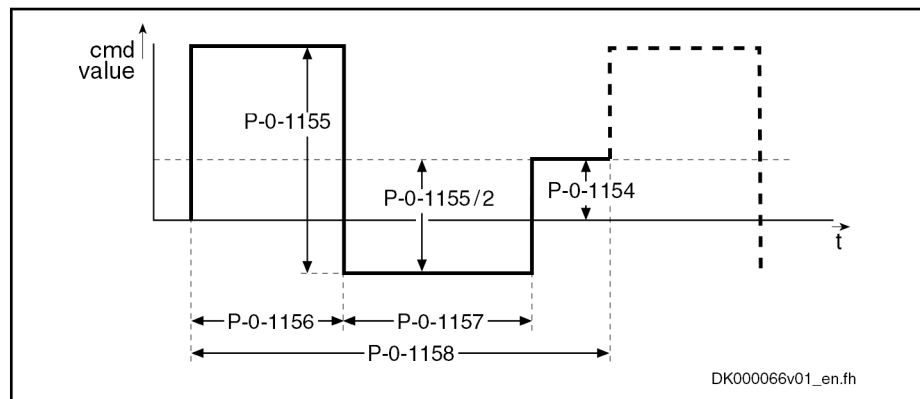 cmd
value
P-0-1155
P-0-1155/2
P-0-1154
t
P-0-1156
P-0-1157
P-0-1158
DK000066v01_en.fh